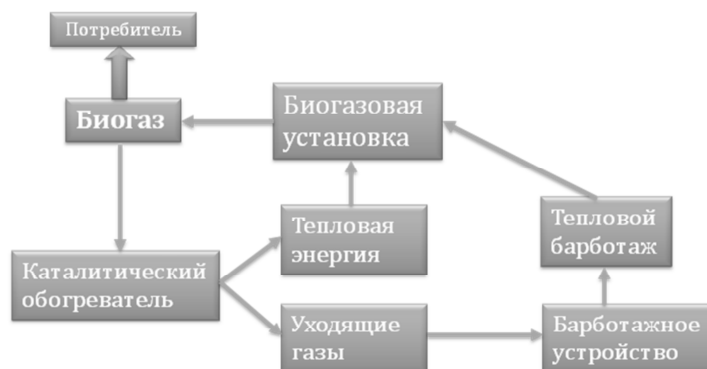 Потребитель
Биогаз
Биогазовая
установка
Тепловая
энергия
Тепловой
барботаж
Каталитический
обогреватель
Уходящие
газы
Барботажное
устройство